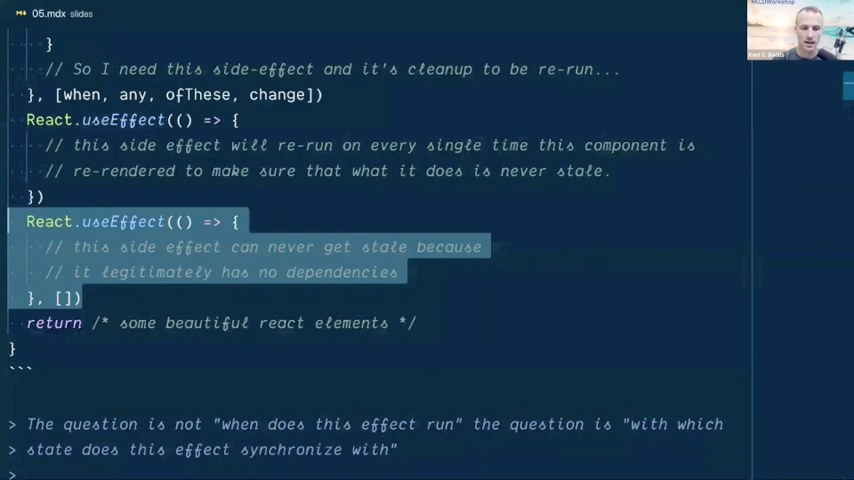 05.mdx slides
#KCDWorkshop
Kent C. Dodds
}
// So I need this side-effect and it's cleanup to be re-run...
}, [when, any, ofThese, change])
React.useEffect(() => {
// this side effect will re-run on every single time this component is
// re-rendered to make sure that what it does is never stale.
})
React.useEffect(() => {
// this side effect can never get stale because
// it legitimately has no dependencies
}, [])
return /* some beautiful react elements */
}
```
> The question is not "when does this effect run" the question is "with which
> state does this effect synchronize with"
>